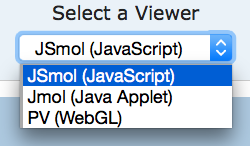 Select a Viewer
JSmol (JavaScript)
JSmol (JavaScript)
Jmol (Java Applet)
PV (WebGL)